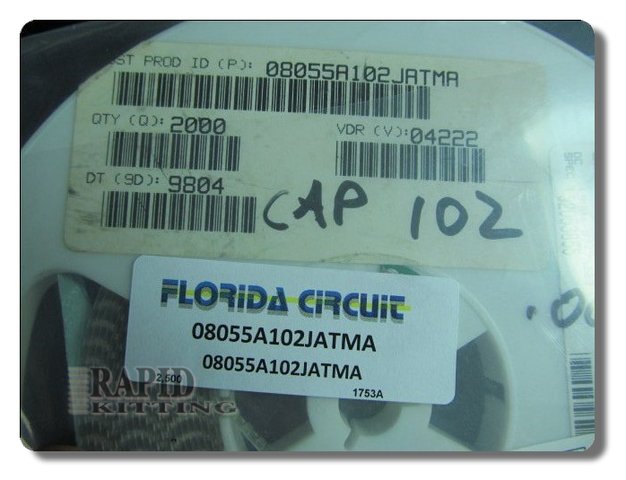 ST PROD ID (P): 08055A102JATMA
QTY (Q): 2000
VDR (V): 04222
DT (9D): 9804
CAP 102
FLORIDA CIRCUIT
08055A102JATMA
08055A102JATMA
2,500
1753A
RAPID
KITTING